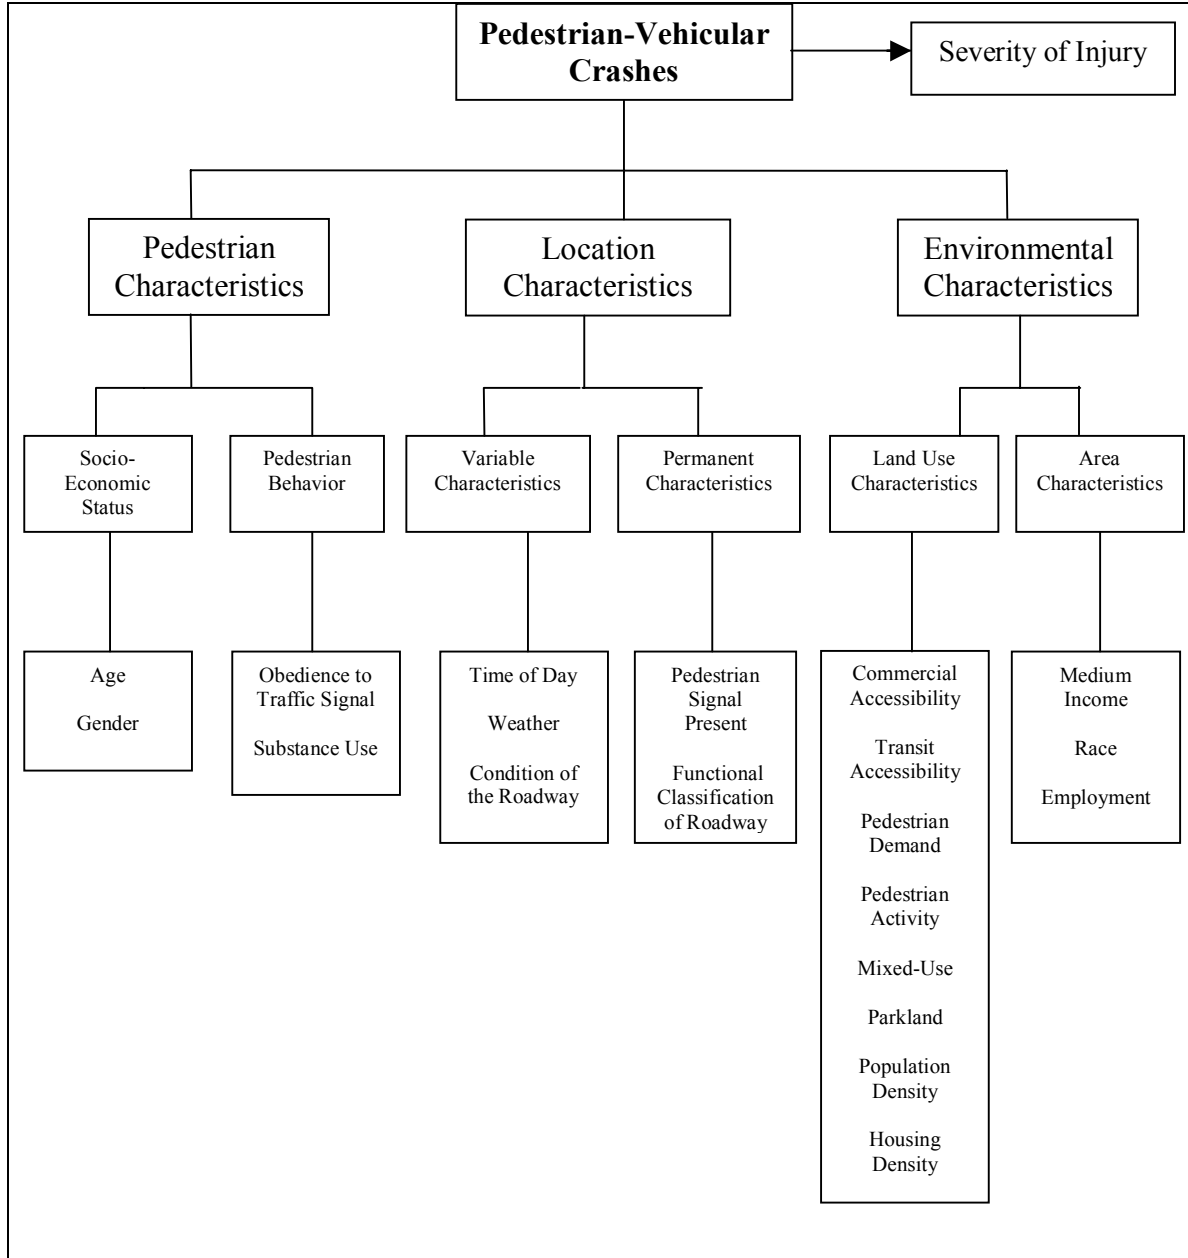 Pedestrian-Vehicular
Crashes
Severity of Injury
Pedestrian
Characteristics
Location
Characteristics
Environmental
Characteristics
Socio-
Economic
Status
Pedestrian
Behavior
Variable
Characteristics
Permanent
Characteristics
Land Use
Characteristics
Area
Characteristics
Age
Gender
Obedience to
Traffic Signal
Substance Use
Time of Day
Weather
Condition of
the Roadway
Pedestrian
Signal
Present
Functional
Classification
of Roadway
Commercial
Accessibility
Transit
Accessibility
Pedestrian
Demand
Pedestrian
Activity
Mixed-Use
Parkland
Population
Density
Housing
Density
Medium
Income
Race
Employment